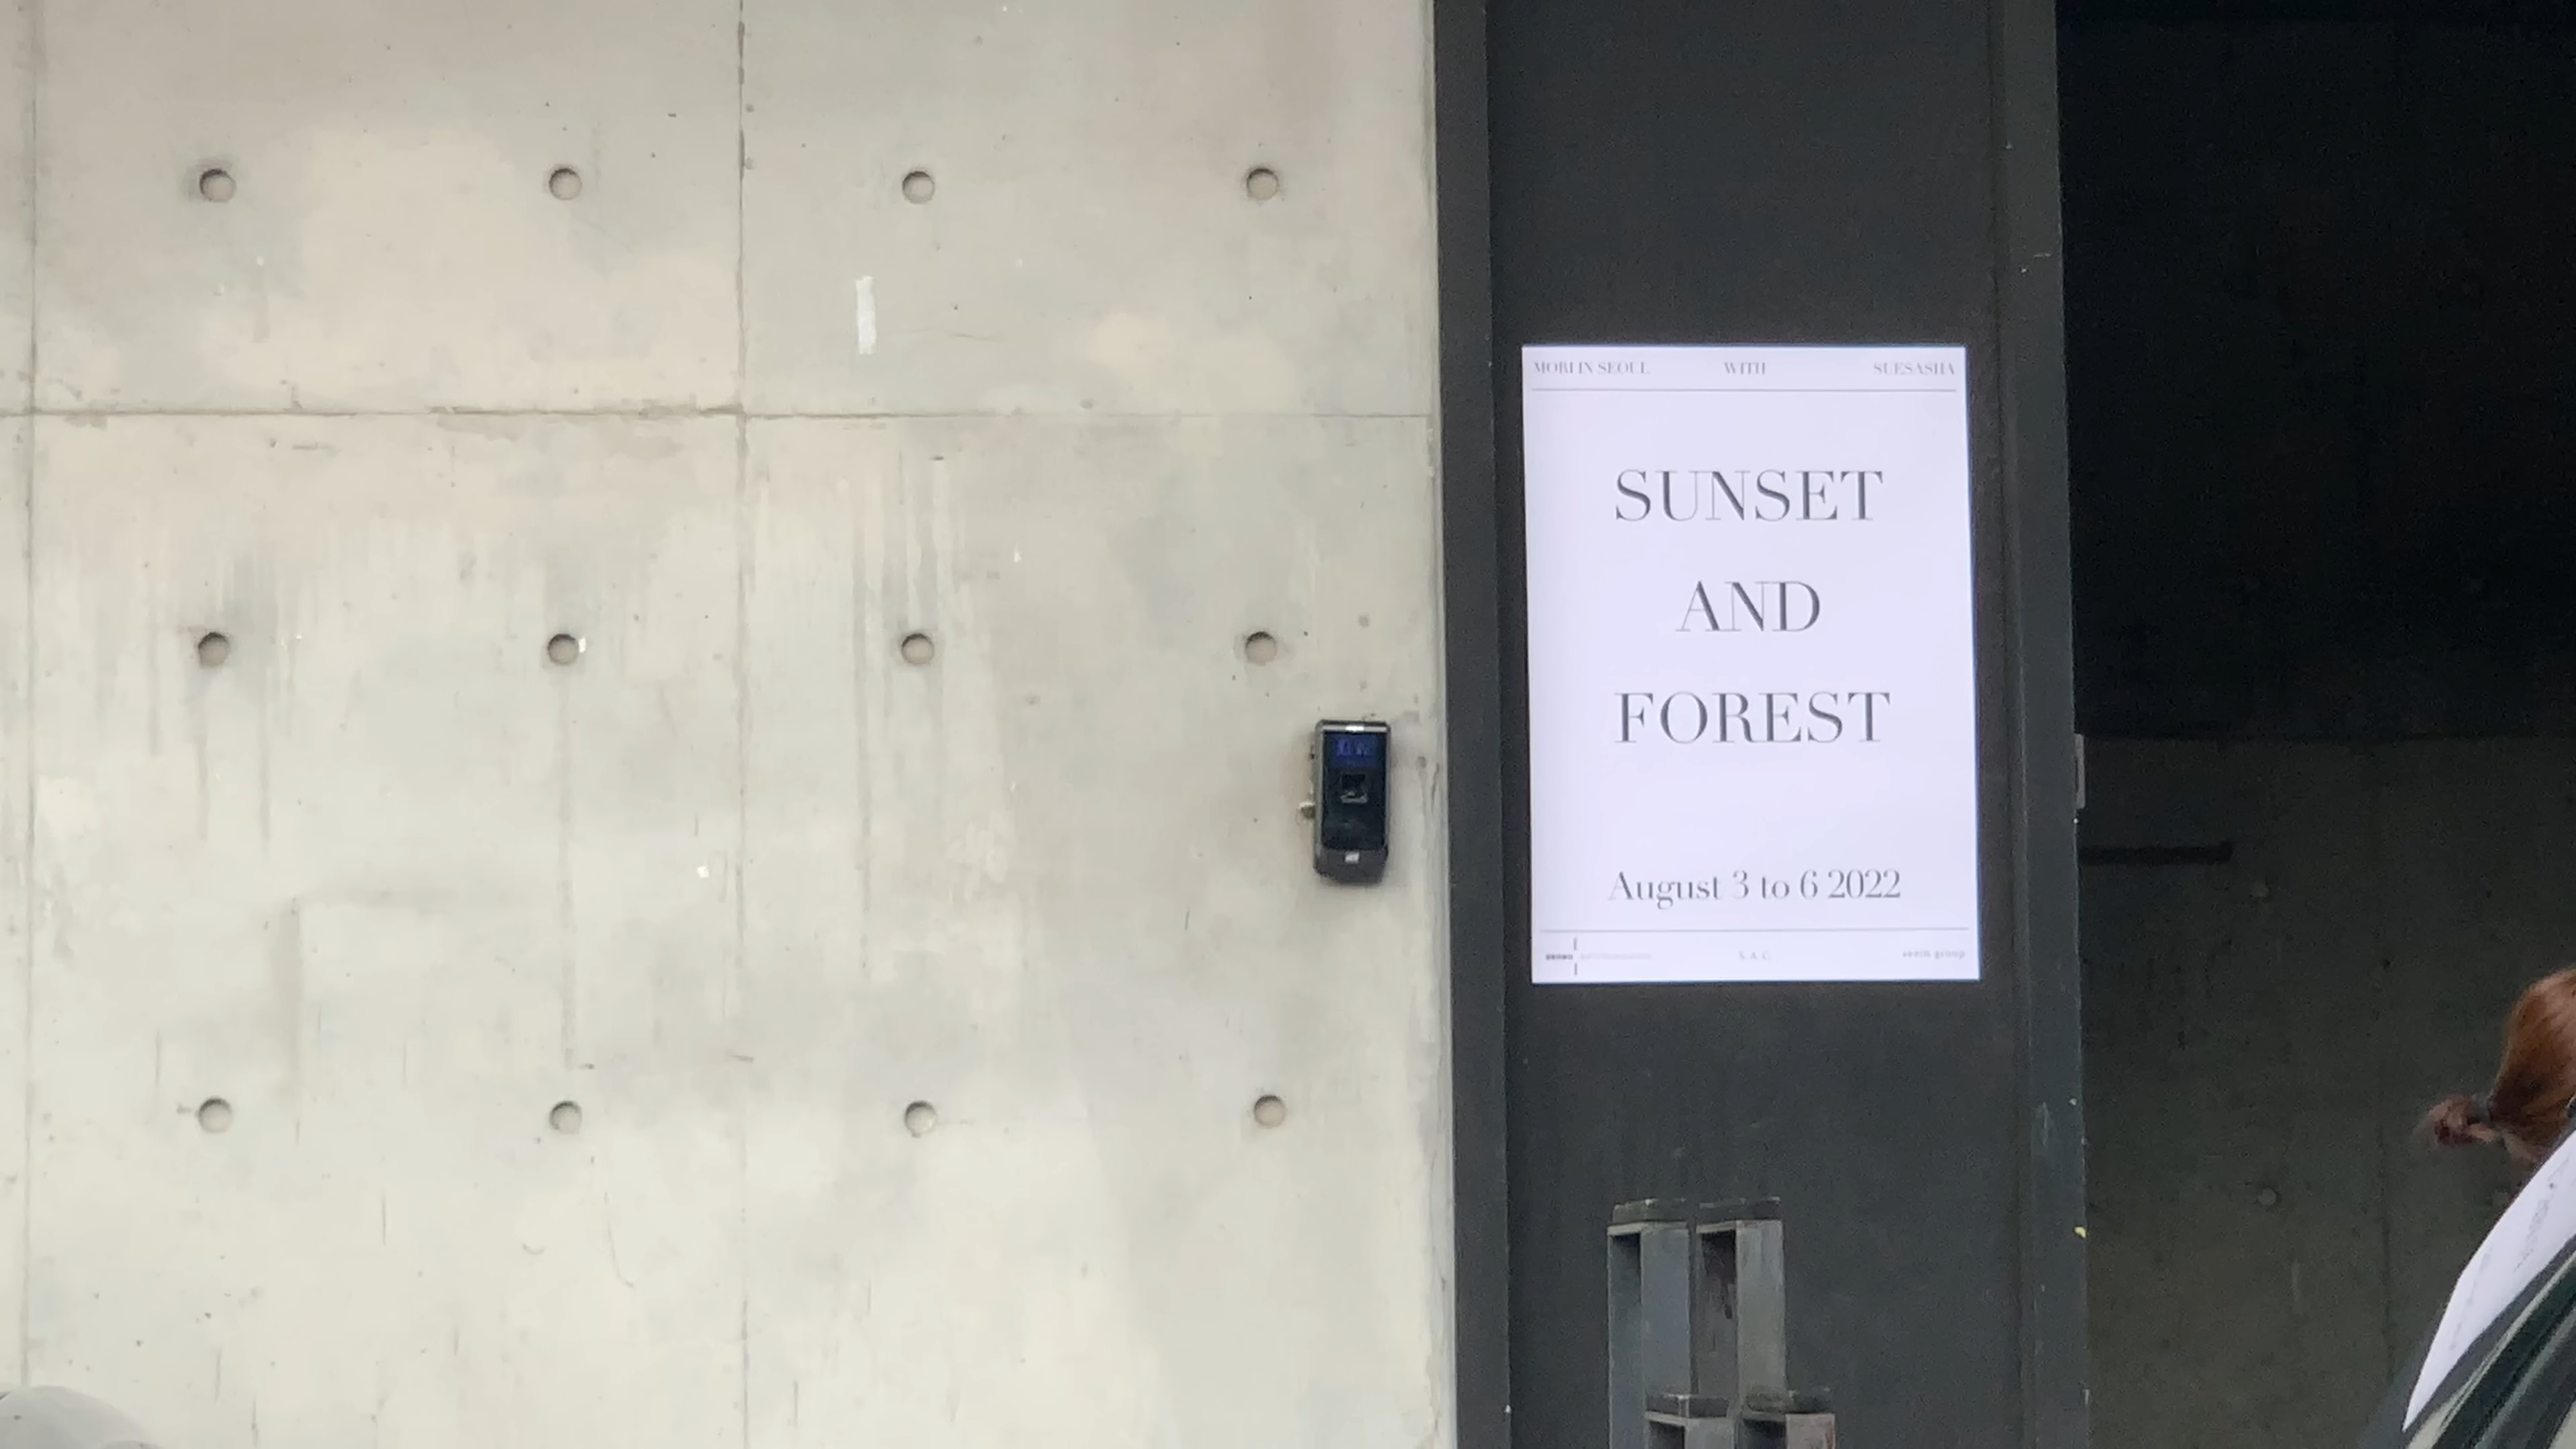 MORI IN SEOUL WITH SUESASHA
SUNSET
AND
FOREST
August 3 to 6 2022
S.A.C.